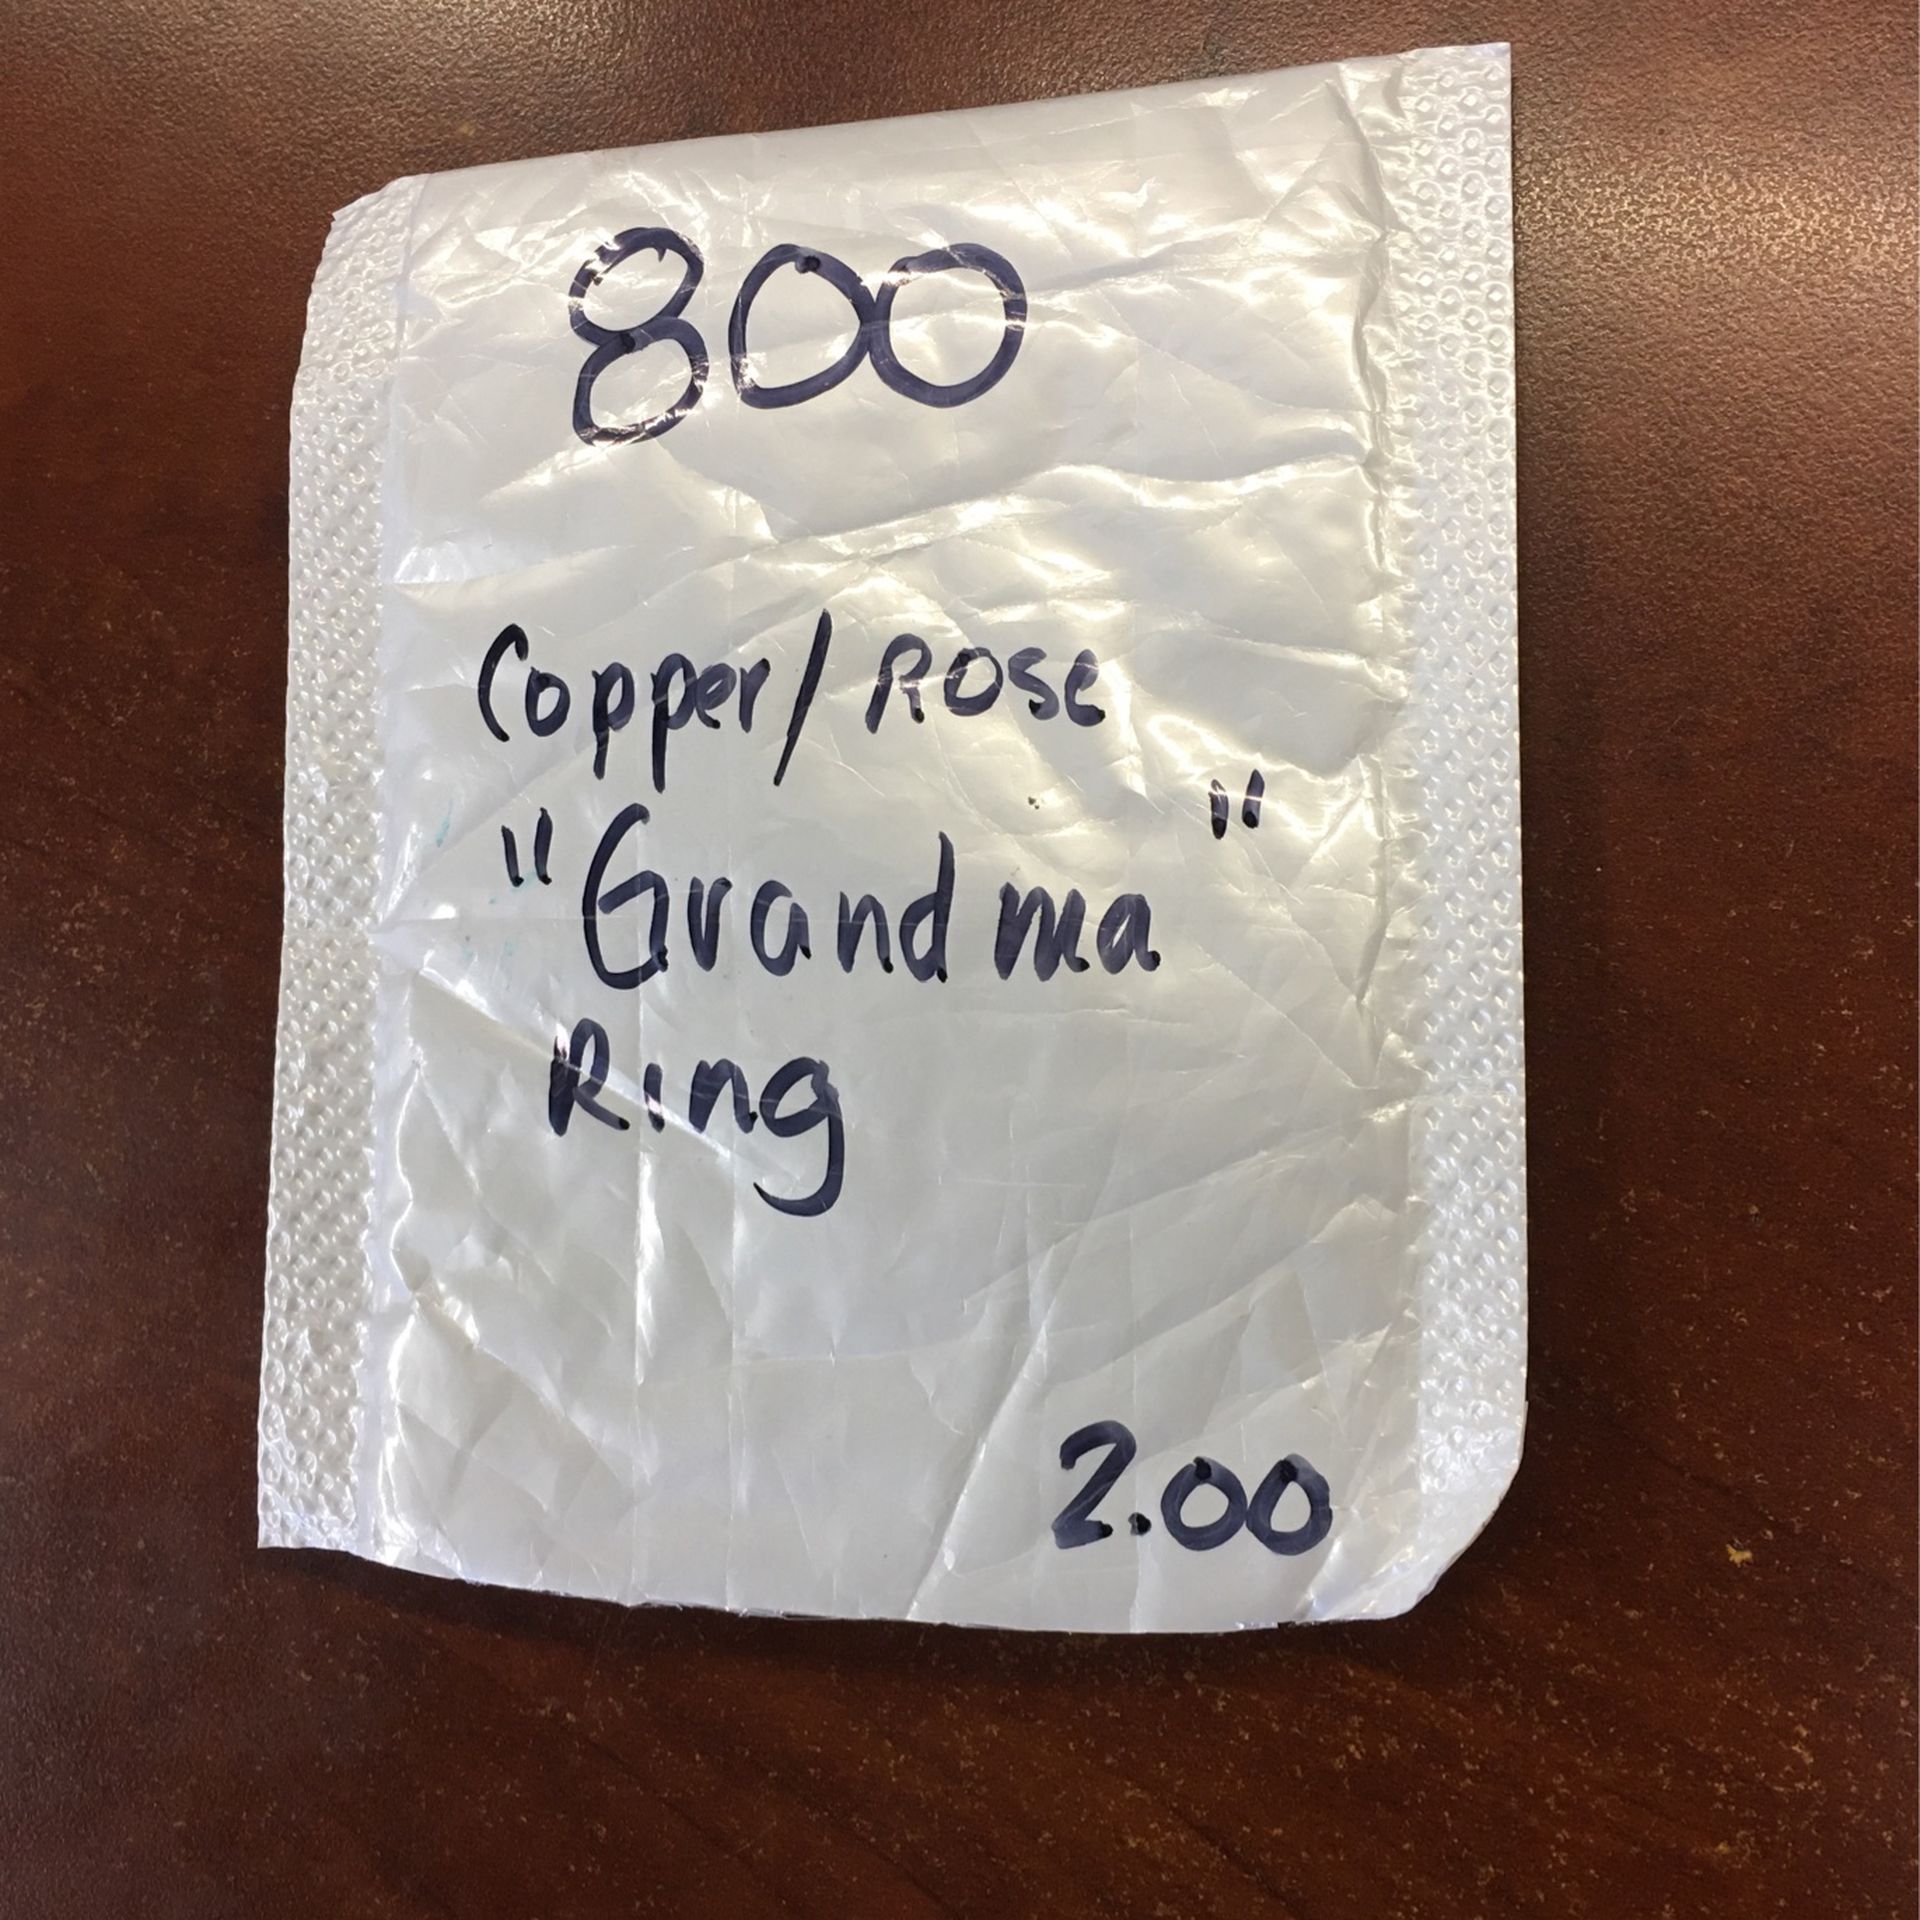 800
Copper/Rose
"Grandma"
Ring
2.00